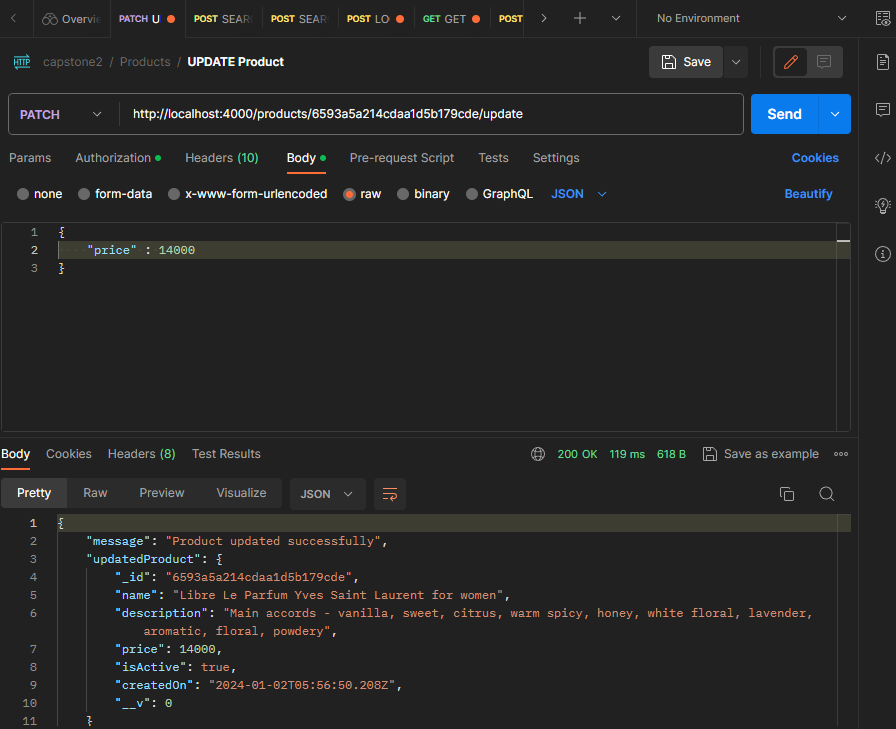 Overvie PATCH U POST SEAR POST SEAR POST LO GET GET POST No Environment
HTTP capstone2 / Products / UPDATE Product Save
PATCH http://localhost:4000/products/6593a5a214cdaa1d5b179cde/update Send
Params Authorization Headers (10) Body Pre-request Script Tests Settings Cookies
none form-data x-www-form-urlencoded raw binary GraphQL JSON Beautify
1 {
2 "price" : 14000
3 }
Body Cookies Headers (8) Test Results 200 OK 119 ms 618 B Save as example
Pretty Raw Preview Visualize JSON
1 {
2 "message": "Product updated successfully",
3 "updatedProduct": {
4 "_id": "6593a5a214cdaa1d5b179cde",
5 "name": "Libre Le Parfum Yves Saint Laurent for women",
6 "description": "Main accords - vanilla, sweet, citrus, warm spicy, honey, white floral, lavender,
aromatic, floral, powdery",
7 "price": 14000,
8 "isActive": true,
9 "createdOn": "2024-01-02T05:56:50.208Z",
10 "__v": 0
11 }